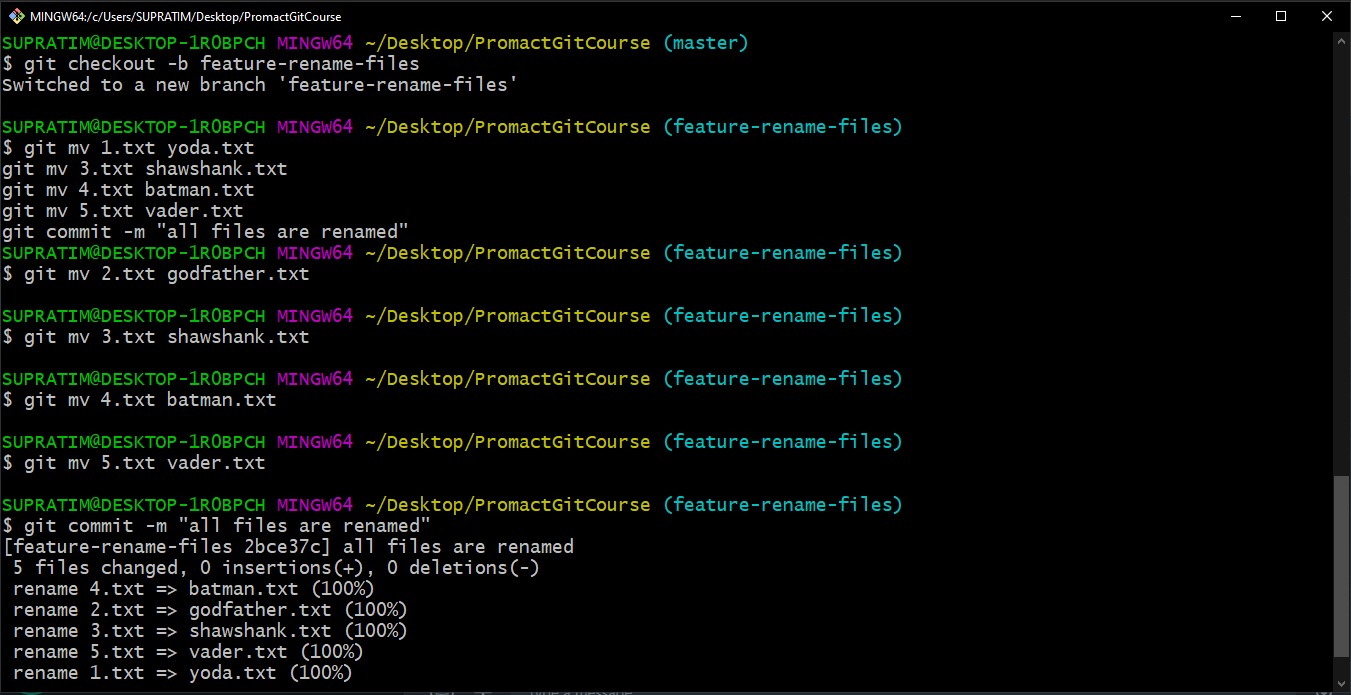 MINGW64:/c/Users/SUPRATIM/Desktop/PromactGitCourse
SUPRATIM@DESKTOP-1R0BPCH MINGW64 ~/Desktop/PromactGitCourse (master)
$ git checkout -b feature-rename-files
Switched to a new branch 'feature-rename-files'
SUPRATIM@DESKTOP-1R0BPCH MINGW64 ~/Desktop/PromactGitCourse (feature-rename-files)
$ git mv 1.txt yoda.txt
git mv 3.txt shawshank.txt
git mv 4.txt batman.txt
git mv 5.txt vader.txt
git commit -m "all files are renamed"
SUPRATIM@DESKTOP-1R0BPCH MINGW64 ~/Desktop/PromactGitCourse (feature-rename-files)
$ git mv 2.txt godfather.txt
SUPRATIM@DESKTOP-1R0BPCH MINGW64 ~/Desktop/PromactGitCourse (feature-rename-files)
$ git mv 3.txt shawshank.txt
SUPRATIM@DESKTOP-1R0BPCH MINGW64 ~/Desktop/PromactGitCourse (feature-rename-files)
$ git mv 4.txt batman.txt
SUPRATIM@DESKTOP-1R0BPCH MINGW64 ~/Desktop/PromactGitCourse (feature-rename-files)
$ git mv 5.txt vader.txt
SUPRATIM@DESKTOP-1R0BPCH MINGW64 ~/Desktop/PromactGitCourse (feature-rename-files)
$ git commit -m "all files are renamed"
[feature-rename-files 2bce37c] all files are renamed
 5 files changed, 0 insertions(+), 0 deletions(-)
 rename 4.txt => batman.txt (100%)
 rename 2.txt => godfather.txt (100%)
 rename 3.txt => shawshank.txt (100%)
 rename 5.txt => vader.txt (100%)
 rename 1.txt => yoda.txt (100%)
Type a message